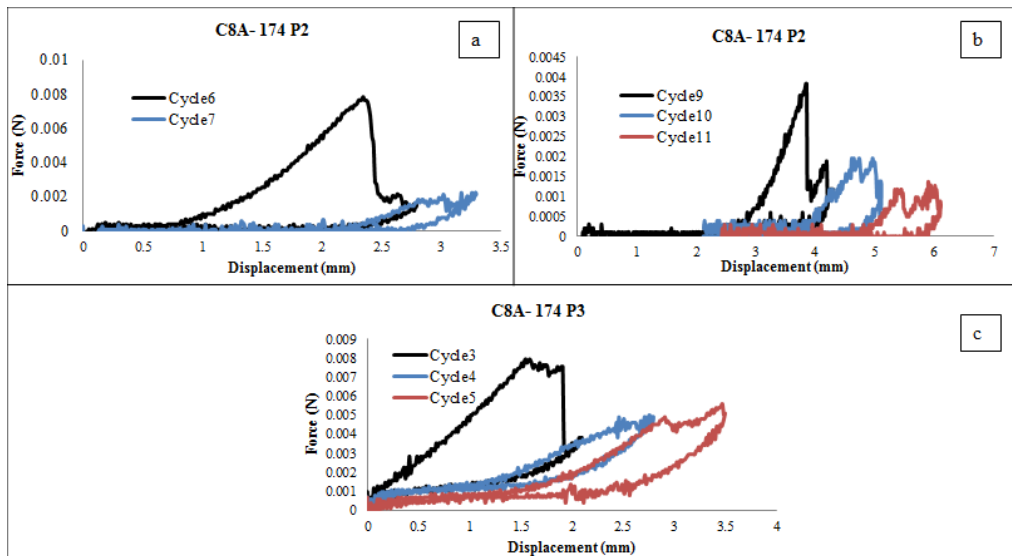 C8A- 174 P2
a
0.01
0.008
0.006
0.004
0.002
0
Force (N)
Cycle6
Cycle7
0
0.5
1
1.5
2
2.5
3
3.5
Displacement (mm)
C8A- 174 P2
b
0.0045
0.004
0.0035
0.003
0.0025
0.002
0.0015
0.001
0.0005
0
Force (N)
Cycle9
Cycle10
Cycle11
0
1
2
3
4
5
6
7
Displacement (mm)
C8A- 174 P3
c
0.009
0.008
0.007
0.006
0.005
0.004
0.003
0.002
0.001
0
Force (N)
Cycle3
Cycle4
Cycle5
0
0.5
1
1.5
2
2.5
3
3.5
4
Displacement (mm)